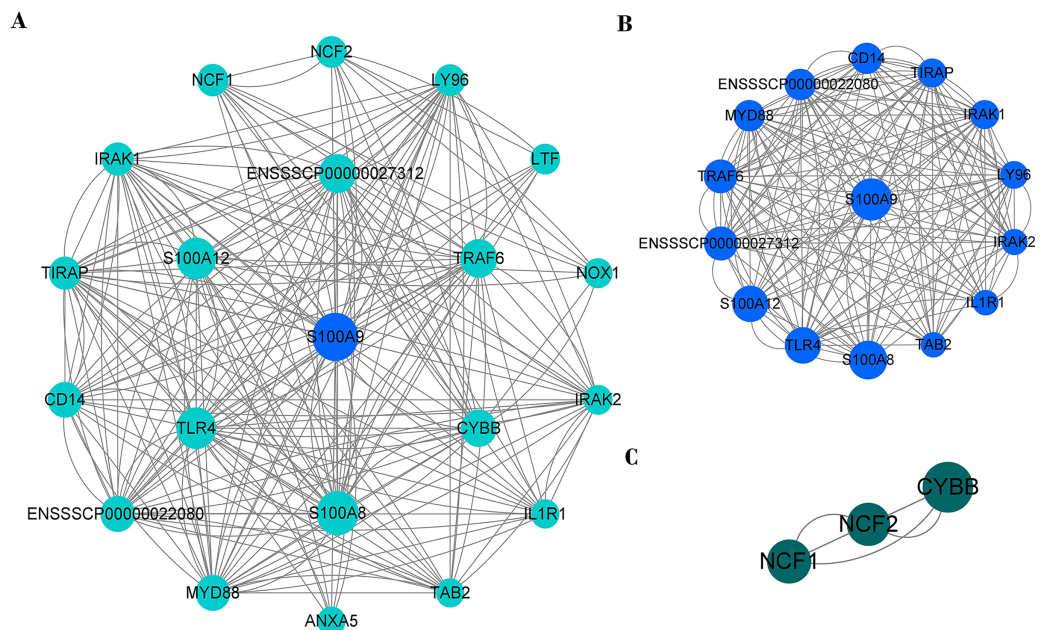 A
NCF2
NCF1
LY96
IRAK1
LTF
ENSSSCP00000027312
S100A12
TRAF6
TIRAP
NOX1
S100A9
CD14
IRAK2
TLR4
CYBB
ENSSSCP00000022080
S100A8
IL1R1
MYD88
TAB2
ANXA5
B
CD14
TIRAP
ENSSSCP00000022080
MYD88
IRAK1
TRAF6
LY96
S100A9
ENSSSCP00000027312
IRAK2
S100A12
IL1R1
TLR4
TAB2
S100A8
C
CYBB
NCF2
NCF1